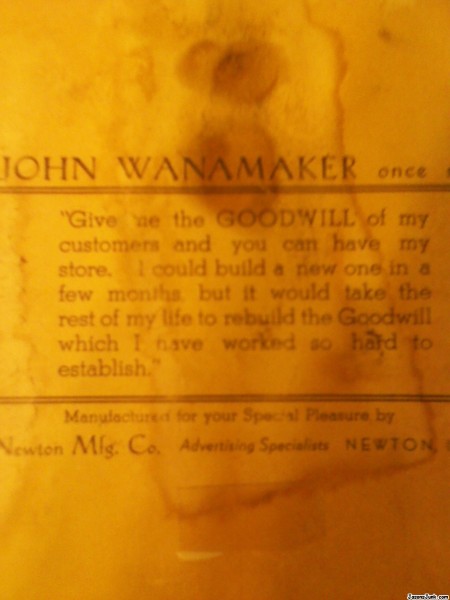 JOHN WANAMAKER once
"Give me the GOODWILL of my
customers and you can have my
store. I could build a new one in a
few months, but it would take the
rest of my life to rebuild the Goodwill
which I have worked so hard to
establish."
Manufactured for your Special Pleasure by
Newton Mfg. Co. Advertising Specialists NEWTON,
JasonsJunk.com